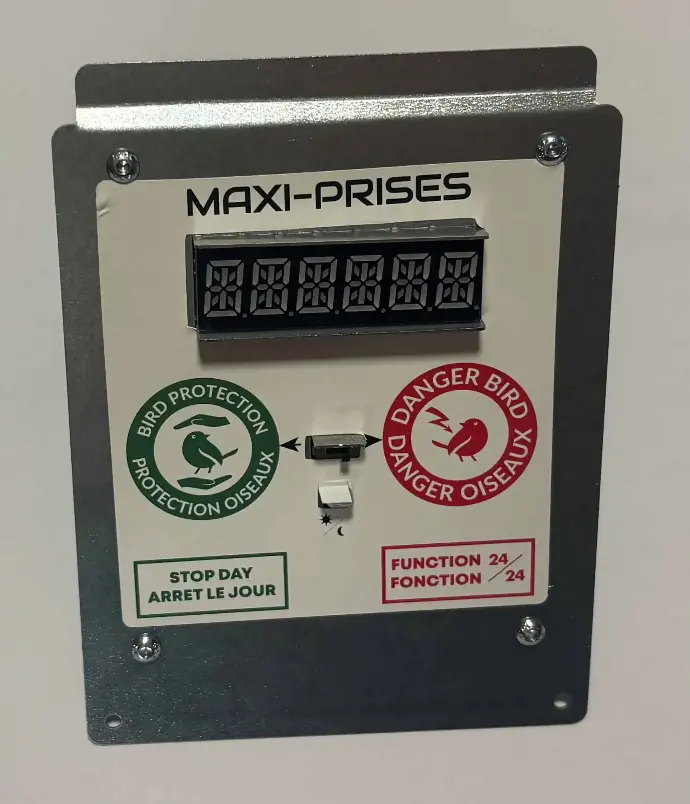 MAXI-PRISES
BIRD PROTECTION
PROTECTION OISEAUX
DANGER BIRD
DANGER OISEAUX
STOP DAY
ARRET LE JOUR
FUNCTION 24/24
FONCTION